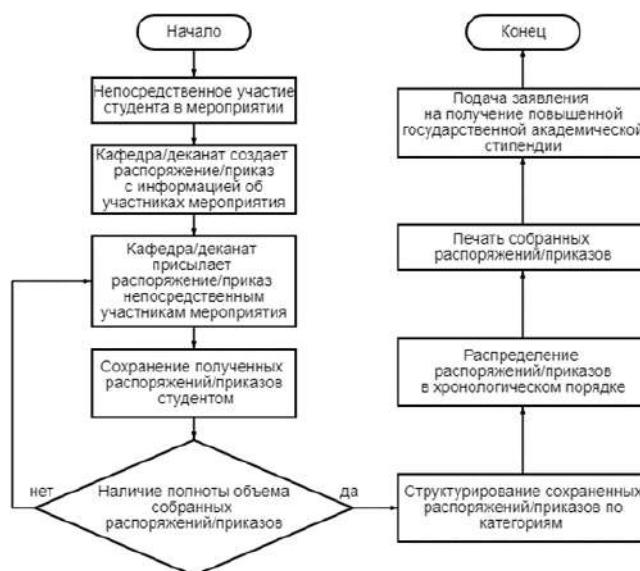 Начало
Непосредственное участие
студента в мероприятии
Кафедра/деканат создает
распоряжение/приказ
с информацией об
участниках мероприятия
Кафедра/деканат
присылает
распоряжение/приказ
непосредственным
участникам мероприятия
Сохранение полученных
распоряжений/приказов
студентом
нет
Наличие полноты объема
собранных
распоряжений/приказов
да
Структурирование сохраненных
распоряжений/приказов по
категориям
Распределение
распоряжений/приказов
в хронологическом порядке
Печать собранных
распоряжений/приказов
Подача заявления
на получение повышенной
государственной академической
стипендии
Конец